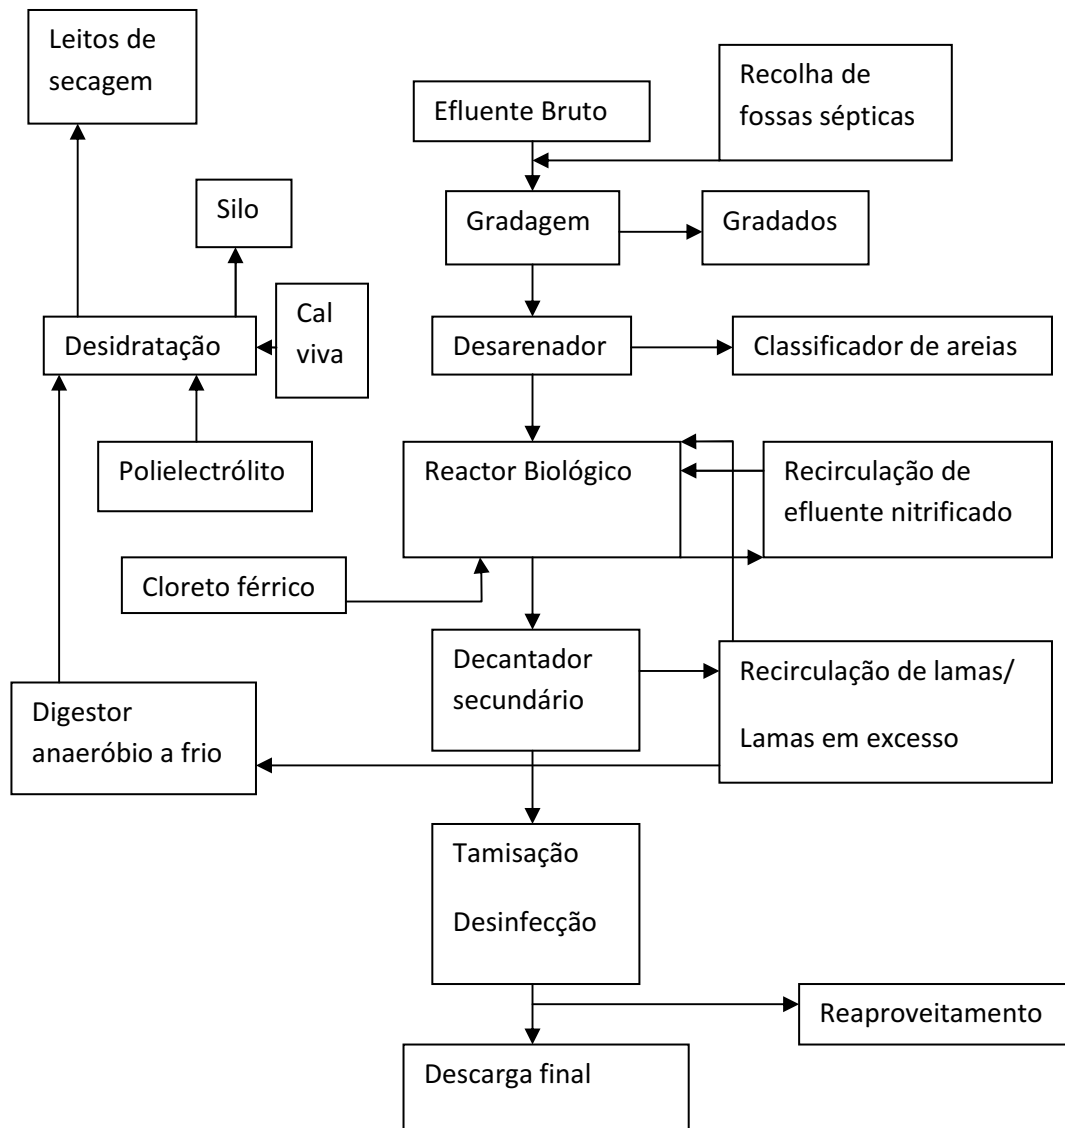 Leitos de
secagem
Efluente Bruto
Recolha de
fossas sépticas
Silo
Gradagem
Gradados
Cal
viva
Desidratação
Desarenador
Classificador de areias
Polielectrólito
Reactor Biológico
Recirculação de
efluente nitrificado
Cloreto férrico
Decantador
secundário
Recirculação de lamas/
Lamas em excesso
Digestor
anaeróbio a frio
Tamisação
Desinfecção
Reaproveitamento
Descarga final